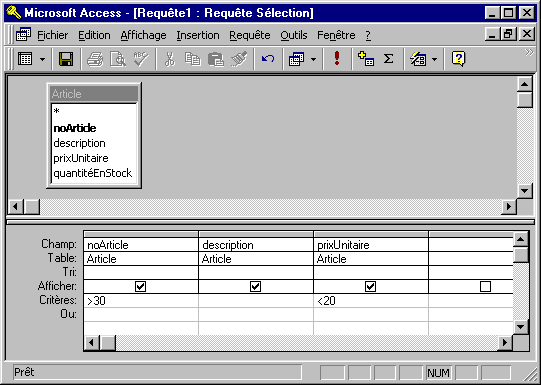 Microsoft Access - [Requête1 : Requête Sélection]
Fichier Edition Affichage Insertion Requête Outils Fenêtre ?
Article
*
noArticle
description
prixUnitaire
quantitéEnStock
Champ: noArticle description prixUnitaire
Table: Article Article Article
Tri:
Afficher:
Critères: >30 <20
Ou:
Prêt NUM